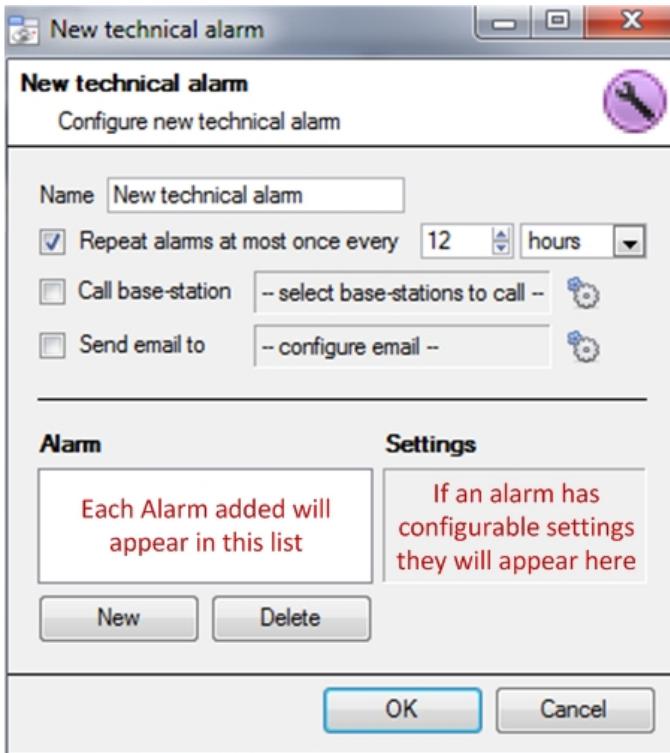 New technical alarm
New technical alarm
Configure new technical alarm
Name New technical alarm
Repeat alarms at most once every 12 hours
Call base-station -- select base-stations to call --
Send email to -- configure email --
Alarm Settings
Each Alarm added will
appear in this list
If an alarm has
configurable settings
they will appear here
New Delete
OK Cancel